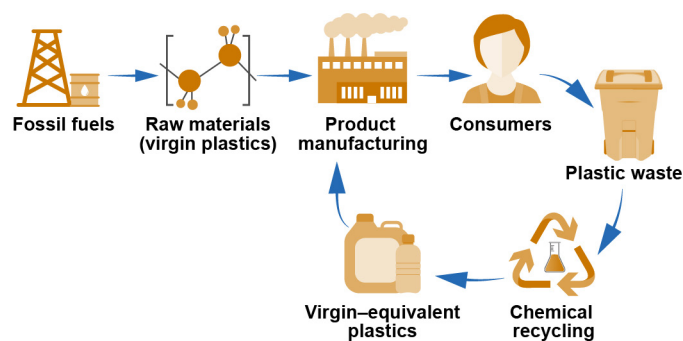 Fossil fuels
Raw materials
(virgin plastics)
Product
manufacturing
Consumers
Plastic waste
Chemical
recycling
Virgin–equivalent
plastics